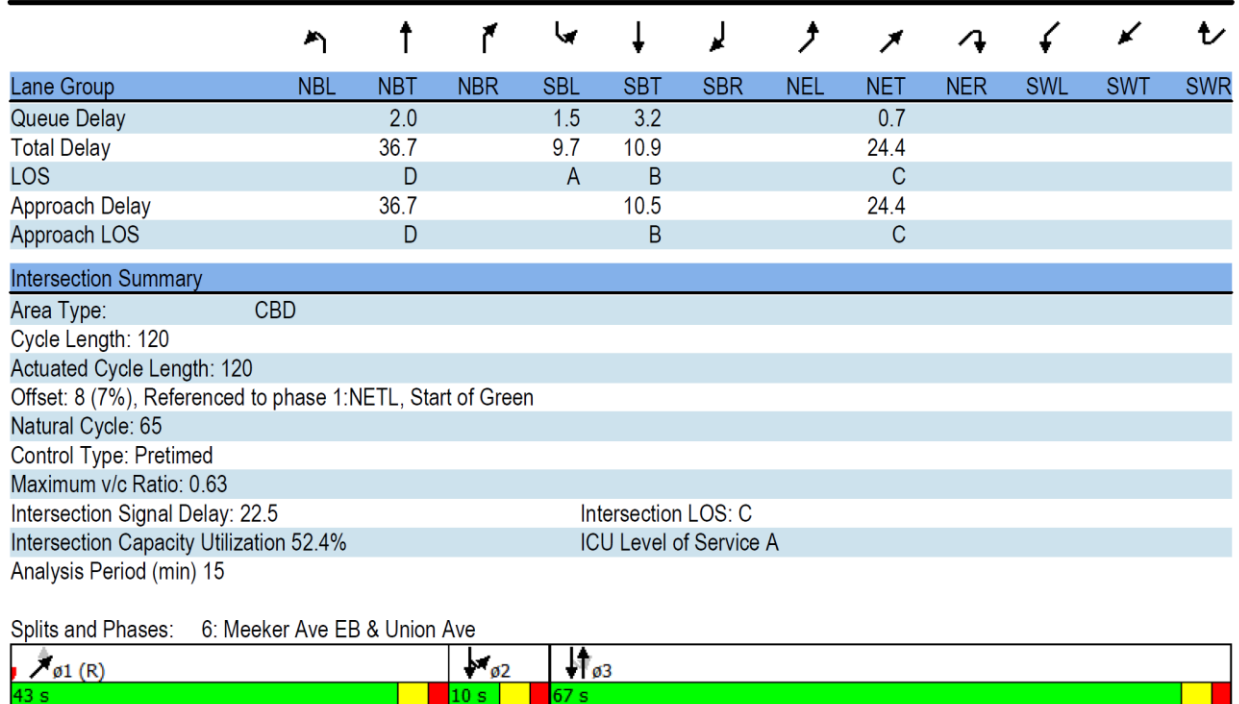 Lane Group NBL NBT NBR SBL SBT SBR NEL NET NER SWL SWT SWR
Queue Delay 2.0 1.5 3.2 0.7
Total Delay 36.7 9.7 10.9 24.4
LOS D A B C
Approach Delay 36.7 10.5 24.4
Approach LOS D B C
Intersection Summary
Area Type: CBD
Cycle Length: 120
Actuated Cycle Length: 120
Offset: 8 (7%), Referenced to phase 1:NETL, Start of Green
Natural Cycle: 65
Control Type: Pretimed
Maximum v/c Ratio: 0.63
Intersection Signal Delay: 22.5 Intersection LOS: C
Intersection Capacity Utilization 52.4% ICU Level of Service A
Analysis Period (min) 15
Splits and Phases: 6: Meeker Ave EB & Union Ave
ø1 (R) ø2 ø3
43 s 10 s 67 s